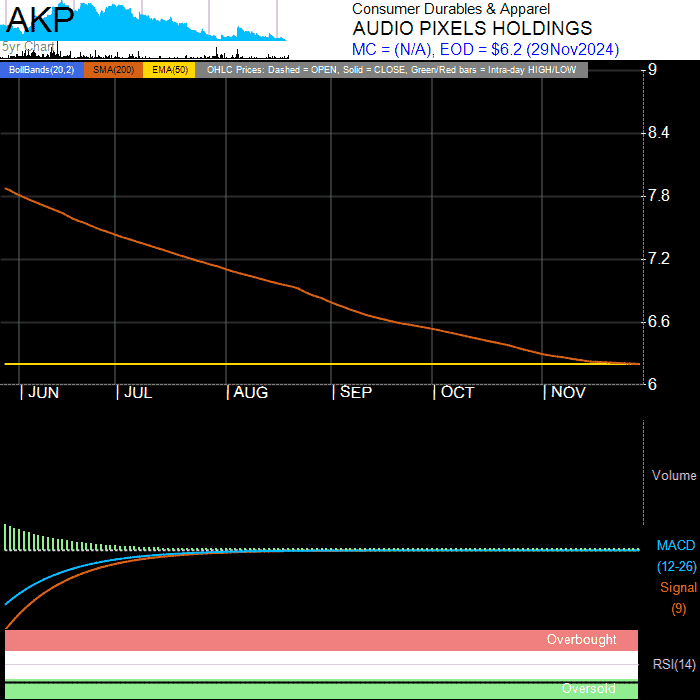 AKP
5yr Chart
Consumer Durables & Apparel
AUDIO PIXELS HOLDINGS
MC = (N/A), EOD = $6.2 (29Nov2024)
BollBands(20,2) SMA(200) EMA(50) OHLC Prices: Dashed = OPEN, Solid = CLOSE, Green/Red bars = Intra-day HIGH/LOW
9
8.4
7.8
7.2
6.6
6
| JUN | JUL | AUG | SEP | OCT | NOV
Volume
MACD
(12-26)
Signal
(9)
Overbought
RSI(14)
Oversold